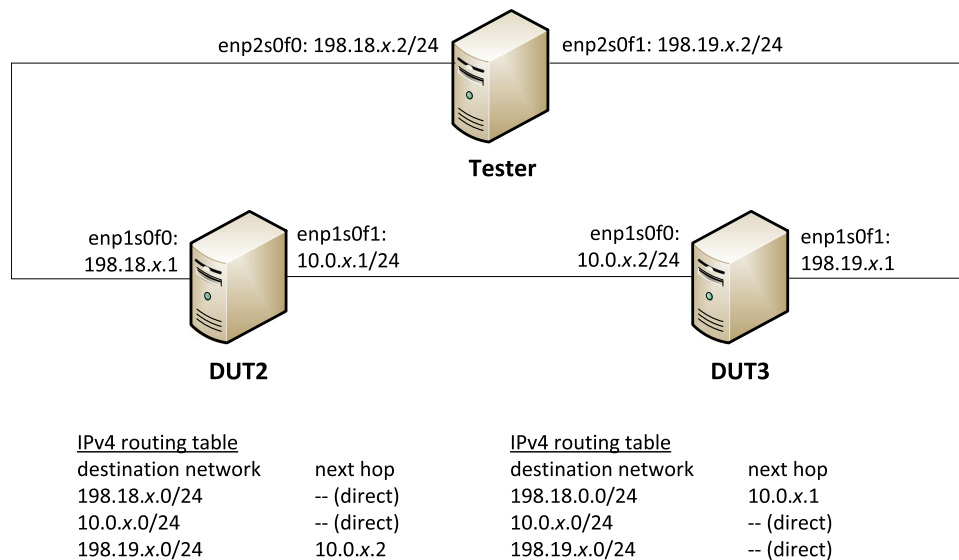 enp2s0f0: 198.18.x.2/24
enp2s0f1: 198.19.x.2/24
Tester
enp1s0f0:
198.18.x.1
enp1s0f1:
10.0.x.1/24
enp1s0f0:
10.0.x.2/24
enp1s0f1:
198.19.x.1
DUT2
DUT3
IPv4 routing table
destination network next hop
198.18.x.0/24 -- (direct)
10.0.x.0/24 -- (direct)
198.19.x.0/24 10.0.x.2
IPv4 routing table
destination network next hop
198.18.0.0/24 10.0.x.1
10.0.x.0/24 -- (direct)
198.19.x.0/24 -- (direct)